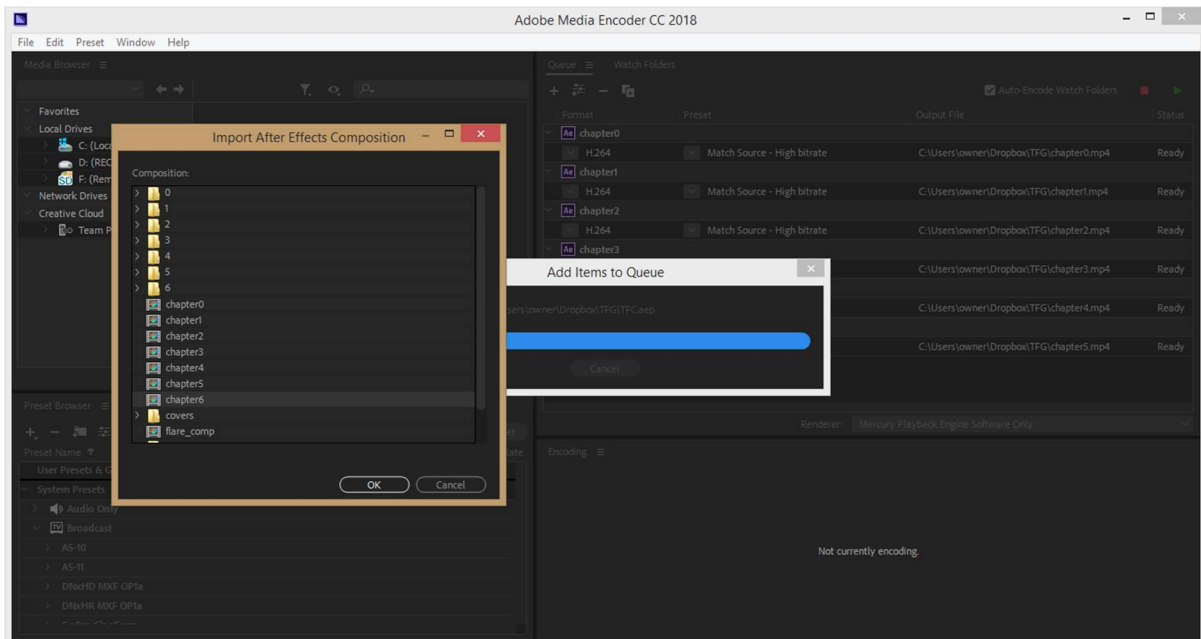 Adobe Media Encoder CC 2018
File Edit Preset Window Help
Media Browser
Favorites
Local Drives
C: (Loca
D: (REC
F: (Rem
Network Drives
Creative Cloud
Team P
Import After Effects Composition
Composition:
0
1
2
3
4
5
6
chapter0
chapter1
chapter2
chapter3
chapter4
chapter5
chapter6
covers
flare_comp
OK Cancel
Queue Watch Folders
Auto-Encode Watch Folders
Format Preset Output File Status
Ae chapter0
H.264 Match Source - High bitrate C:\Users\owner\Dropbox\TFG\chapter0.mp4 Ready
Ae chapter1
H.264 Match Source - High bitrate C:\Users\owner\Dropbox\TFG\chapter1.mp4 Ready
Ae chapter2
H.264 Match Source - High bitrate C:\Users\owner\Dropbox\TFG\chapter2.mp4 Ready
Ae chapter3
C:\Users\owner\Dropbox\TFG\chapter3.mp4 Ready
C:\Users\owner\Dropbox\TFG\chapter4.mp4 Ready
C:\Users\owner\Dropbox\TFG\chapter5.mp4 Ready
Add Items to Queue
sers\owner\Dropbox\TFG\TFC.aep
Cancel
Renderer: Mercury Playback Engine Software Only
Preset Browser
Preset Name
User Presets & G
System Presets
Audio Only
TV Broadcast
AS-10
AS-11
DNxHD MXF OP1a
DNxHR MXF OP1a
Encoding
Not currently encoding.